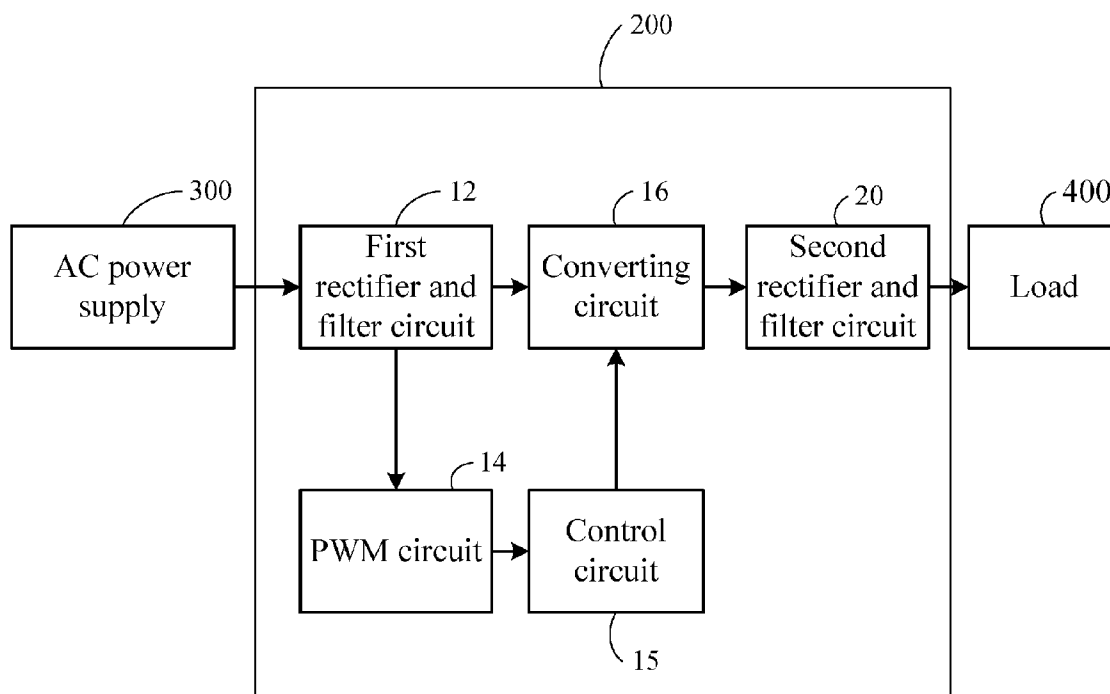 200
300
12
16
20
400
AC power
supply
First
rectifier and
filter circuit
Converting
circuit
Second
rectifier and
filter circuit
Load
14
PWM circuit
Control
circuit
15